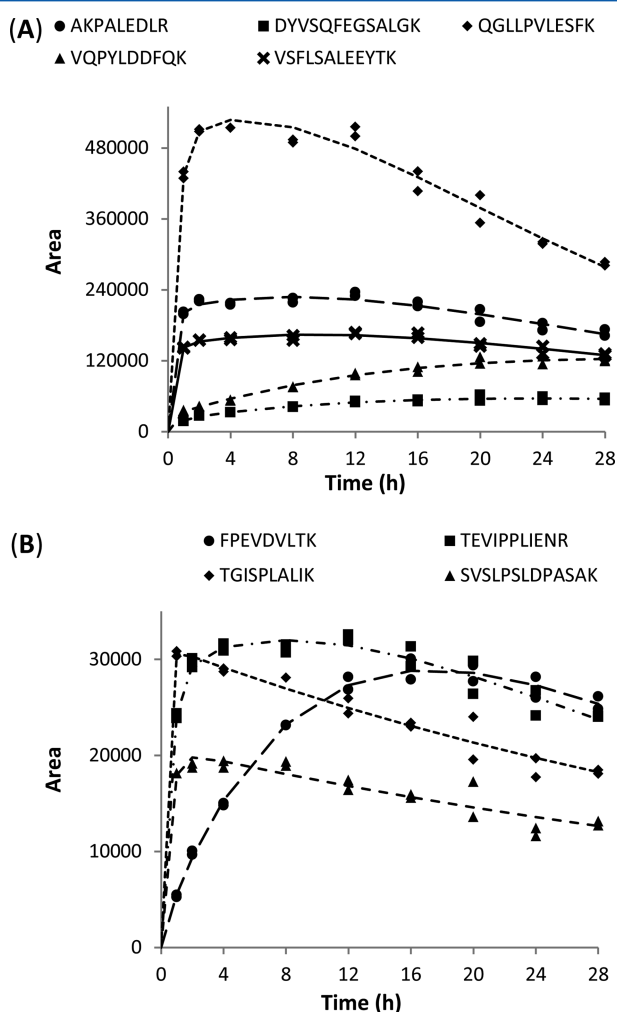 (A) AKPALEDLR DYVSQFEGSALGK QGLLPVLESFK
VQPYLDDFQK VSFLSALEEYTK
480000
360000
240000
120000
0
Area
0 4 8 12 16 20 24 28
Time (h)
(B) FPEVDVLTK TEVIPPLIENR
TGISPLALIK SVSLPSLDPASAK
30000
20000
10000
0
Area
0 4 8 12 16 20 24 28
Time (h)